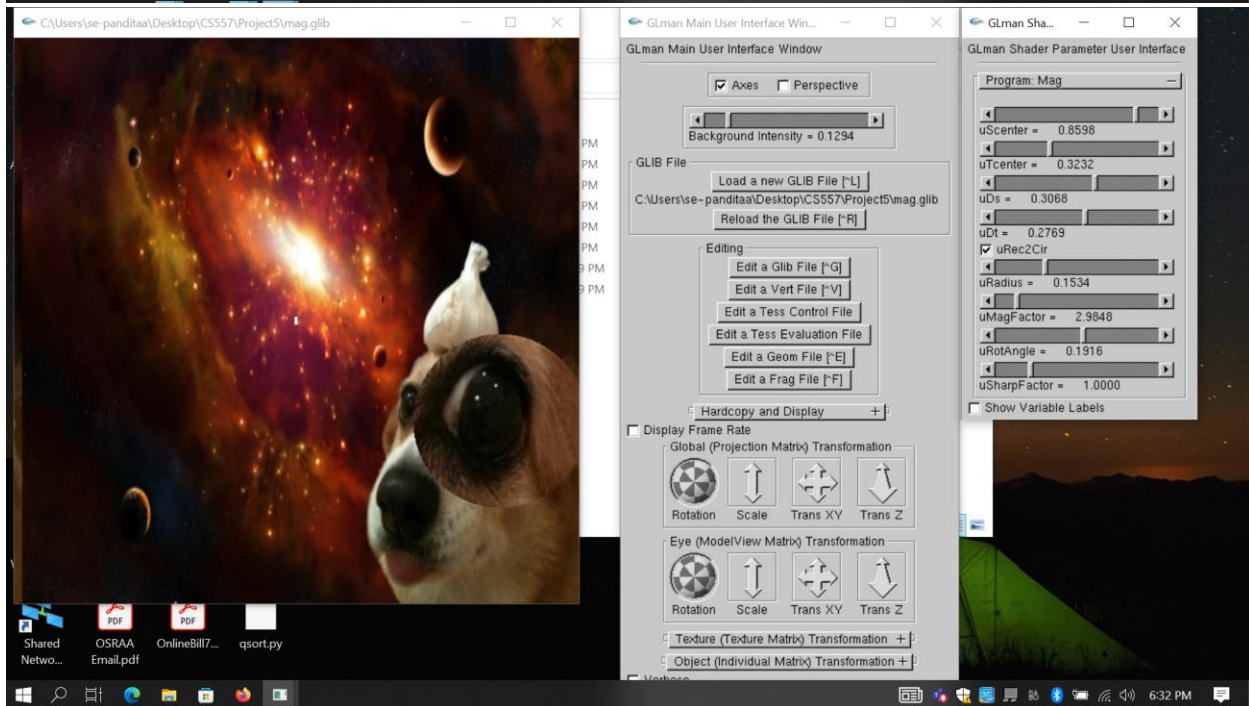 C:\Users\se-panditaa\Desktop\CS557\Project5\mag.glib
PM
PM
PM
PM
PM
PM
9 PM
9 PM
GLman Main User Interface Win...
GLman Main User Interface Window
Axes
Perspective
Background Intensity = 0.1294
GLIB File
Load a new GLIB File [^L]
C:\Users\se-panditaa\Desktop\CS557\Project5\mag.glib
Reload the GLIB File [^R]
Editing
Edit a Glib File [^G]
Edit a Vert File [^V]
Edit a Tess Control File
Edit a Tess Evaluation File
Edit a Geom File [^E]
Edit a Frag File [^F]
Hardcopy and Display +
Display Frame Rate
Global (Projection Matrix) Transformation
Rotation Scale Trans XY Trans Z
Eye (ModelView Matrix) Transformation
Rotation Scale Trans XY Trans Z
Texture (Texture Matrix) Transformation +
Object (Individual Matrix) Transformation +
Verbose
GLman Sha...
GLman Shader Parameter User Interface
Program: Mag
uScenter = 0.8598
uTcenter = 0.3232
uDs = 0.3068
uDt = 0.2769
uRec2Cir
uRadius = 0.1534
uMagFactor = 2.9848
uRotAngle = 0.1916
uSharpFactor = 1.0000
Show Variable Labels
Shared
Netwo...
PDF
OSRAA
Email.pdf
PDF
OnlineBill7...
qsort.py
6:32 PM